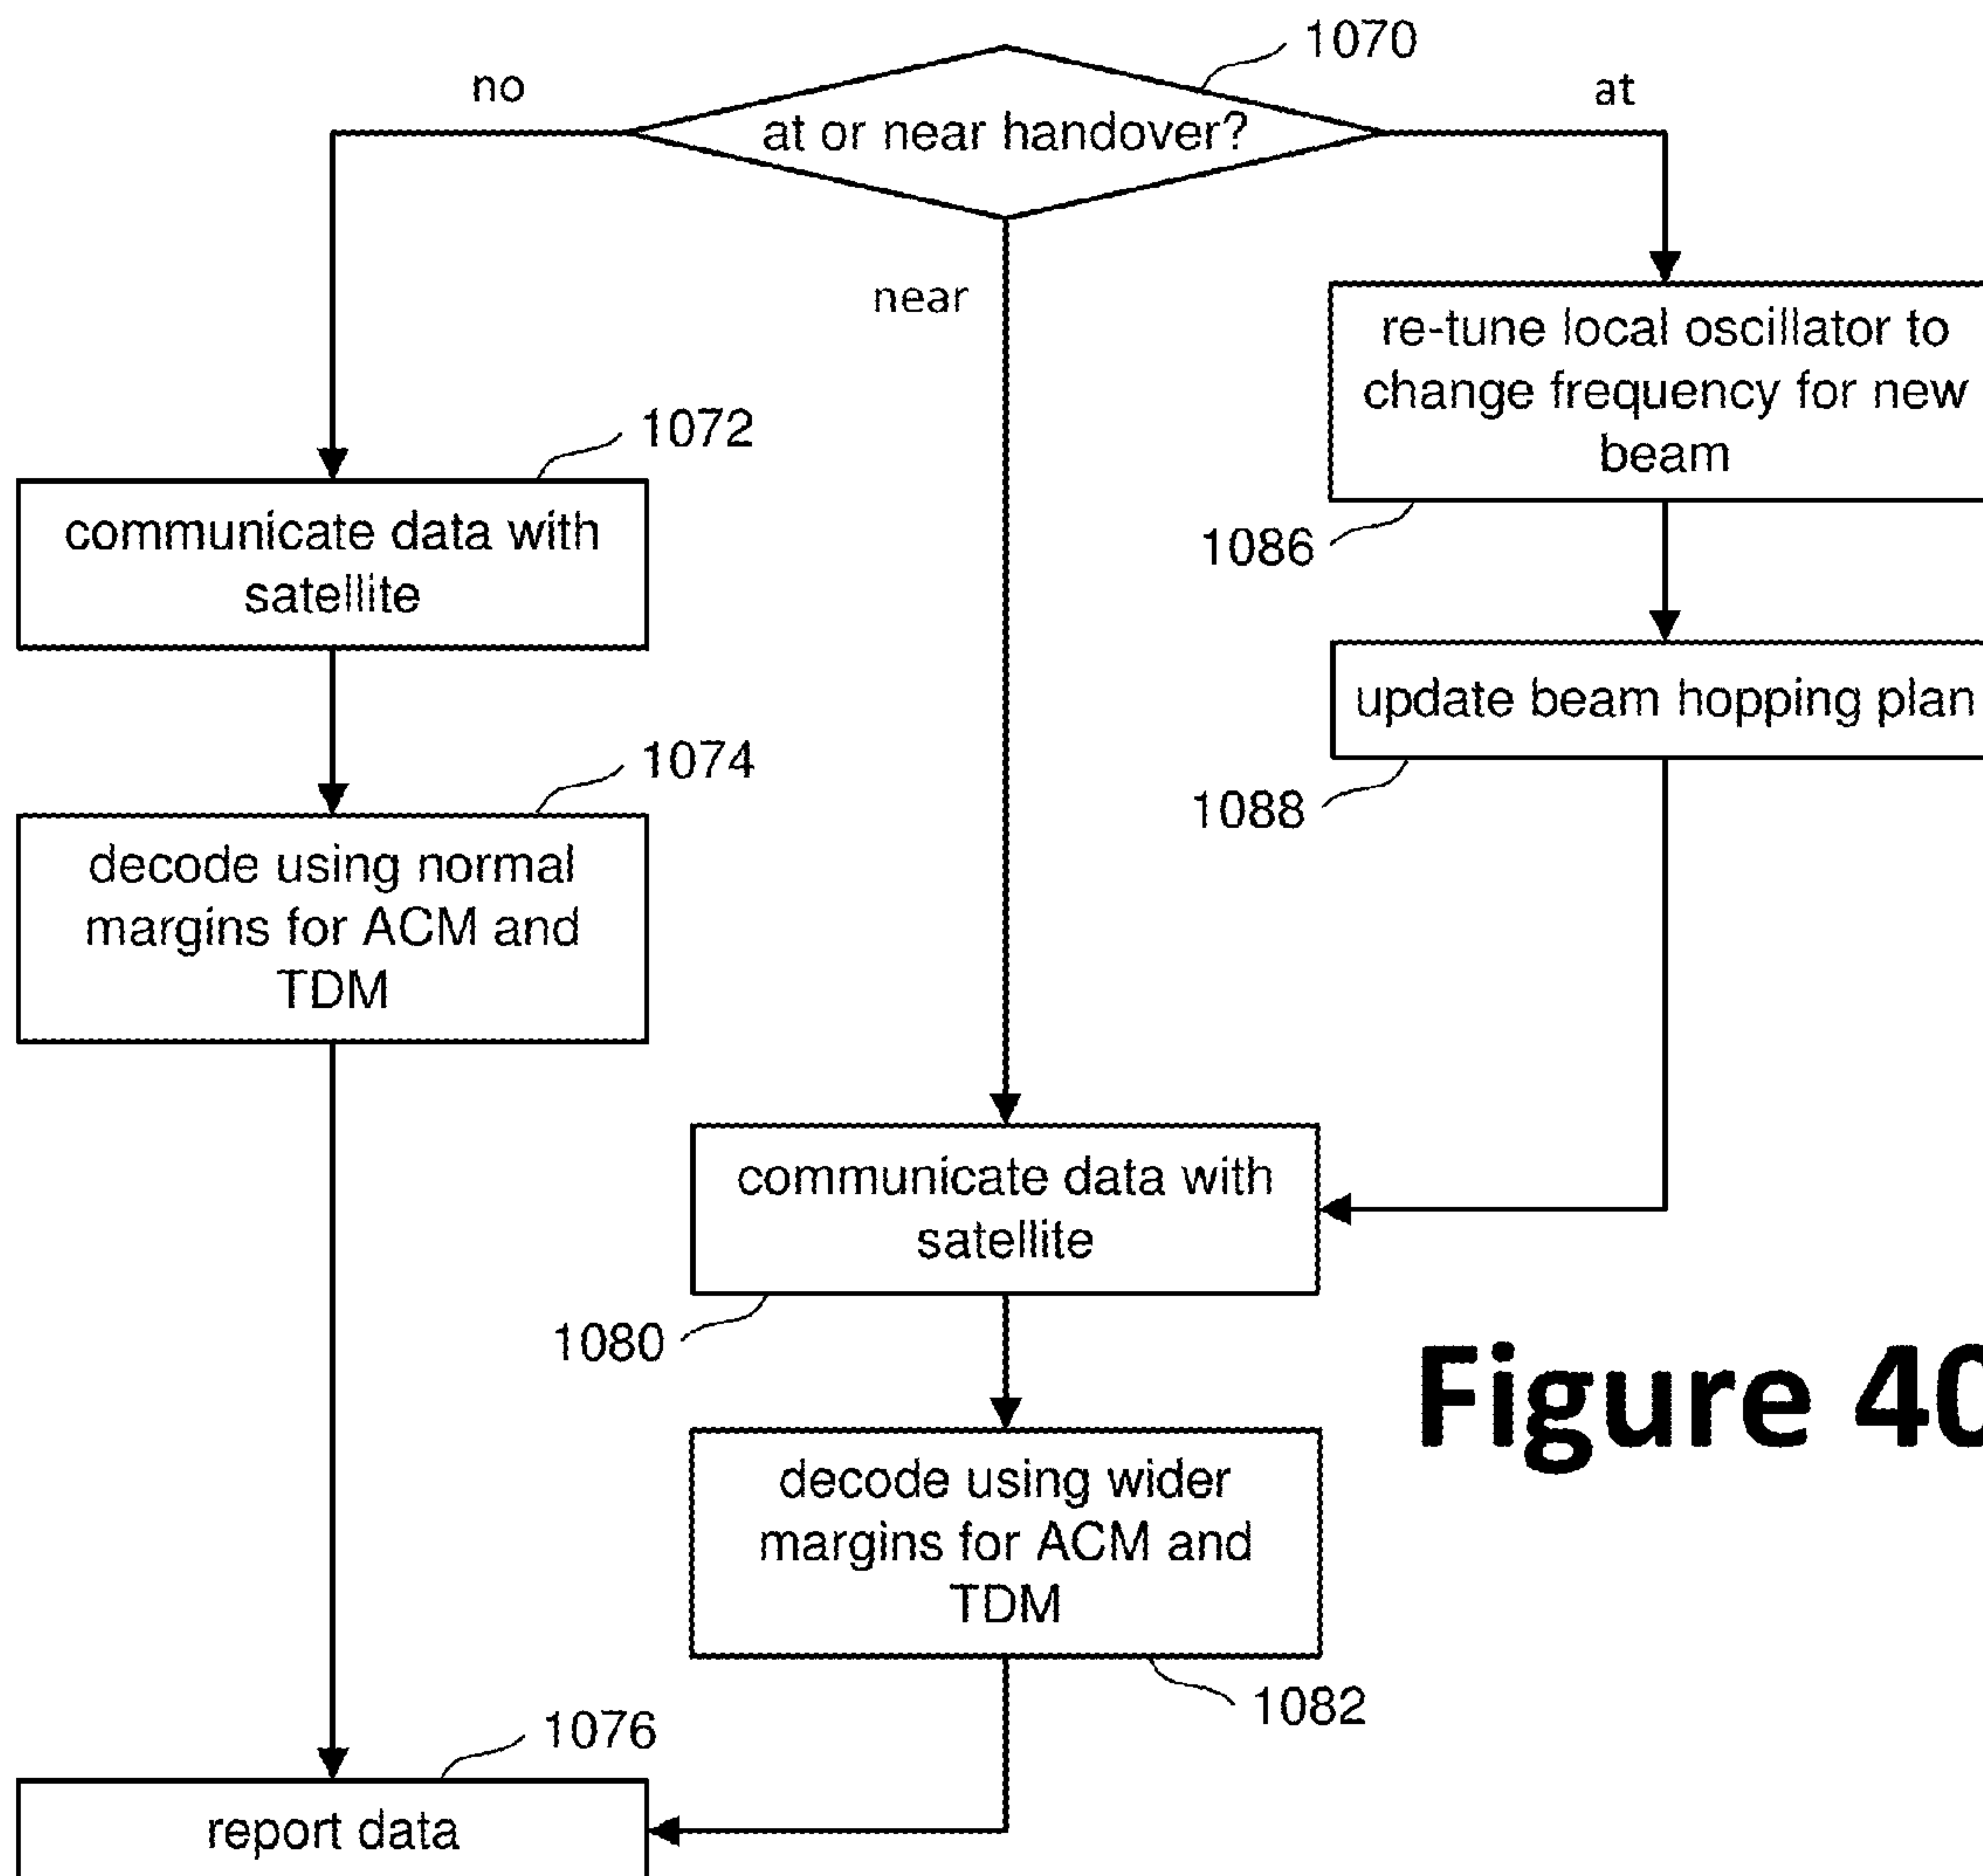 1070
no
at
at or near handover?
near
re-tune local oscillator to
change frequency for new
beam
1072
1086
communicate data with
satellite
update beam hopping plan
1074
1088
decode using normal
margins for ACM and
TDM
communicate data with
satellite
1080
Figure 40
decode using wider
margins for ACM and
TDM
1082
1076
report data